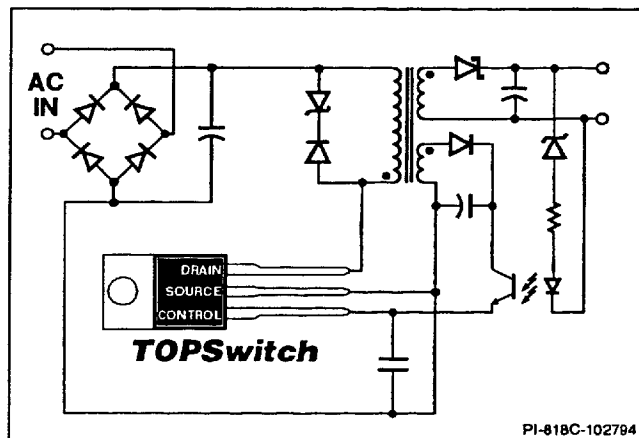 AC
IN
DRAIN
SOURCE
CONTROL
TOPSwitch
PI-818C-102794